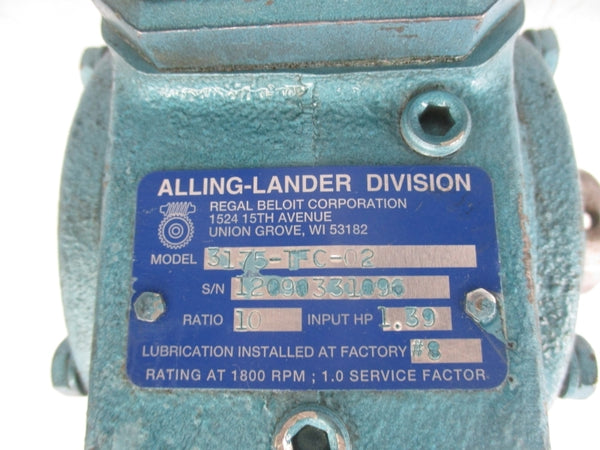 ALLING-LANDER DIVISION
REGAL BELOIT CORPORATION
1524 15TH AVENUE
UNION GROVE, WI 53182
MODEL 3175-TFC-02
S/N 12090331090
RATIO 10 INPUT HP 1.39
LUBRICATION INSTALLED AT FACTORY #8
RATING AT 1800 RPM ; 1.0 SERVICE FACTOR